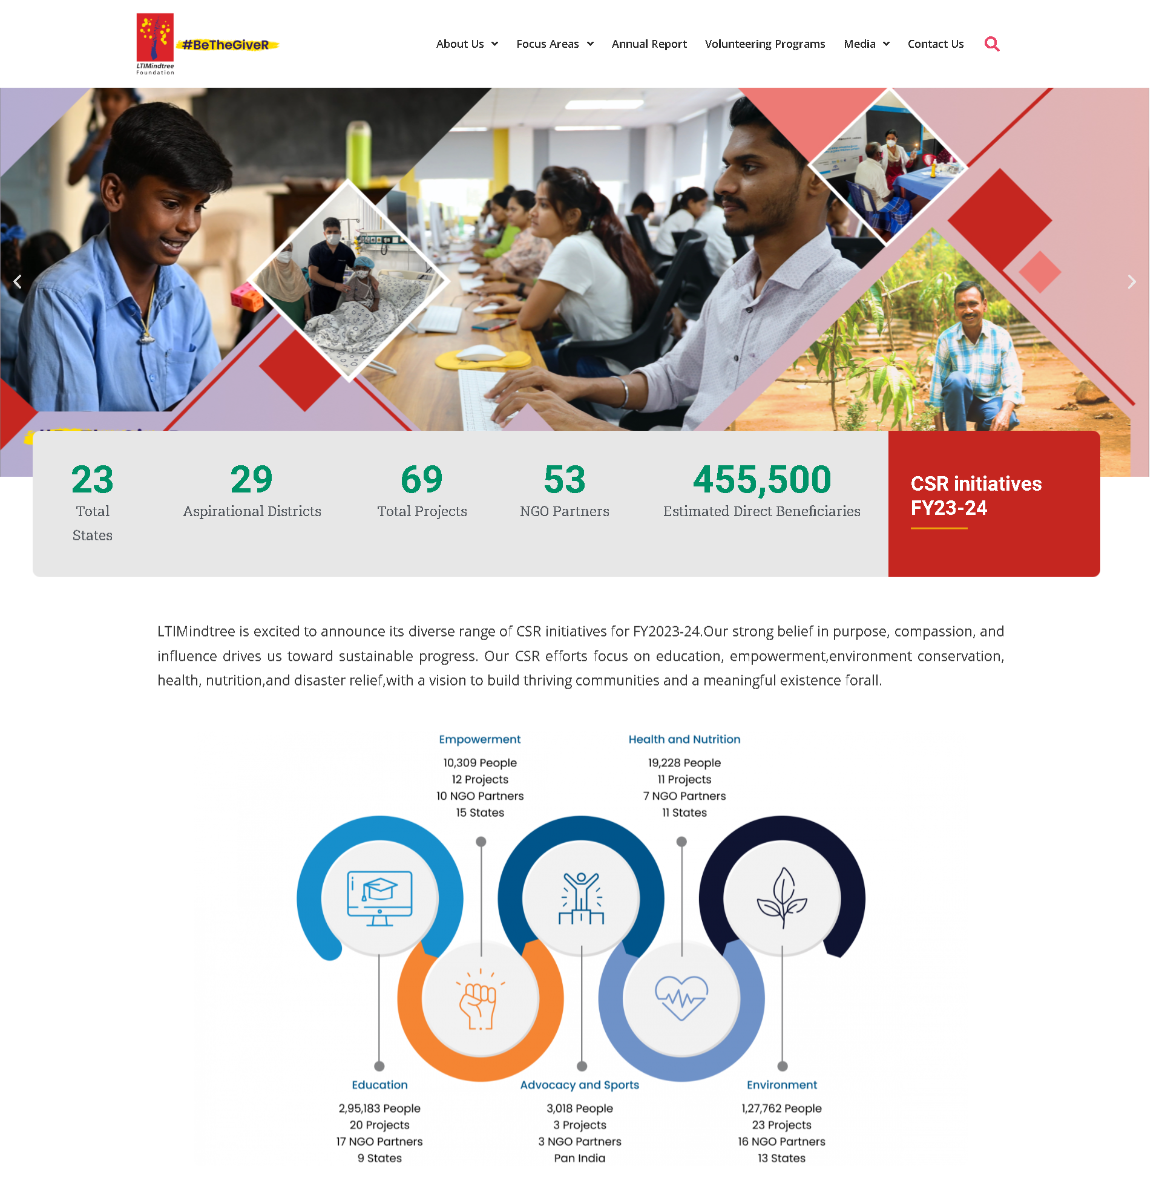 LTIMindtree
Foundation
#BeTheGiveR
About Us
Focus Areas
Annual Report
Volunteering Programs
Media
Contact Us
23
Total
States
29
Aspirational Districts
69
Total Projects
53
NGO Partners
455,500
Estimated Direct Beneficiaries
CSR initiatives
FY23-24
LTIMindtree is excited to announce its diverse range of CSR initiatives for FY2023-24.Our strong belief in purpose, compassion, and
influence drives us toward sustainable progress. Our CSR efforts focus on education, empowerment,environment conservation,
health, nutrition,and disaster relief,with a vision to build thriving communities and a meaningful existence forall.
Empowerment
10,309 People
12 Projects
10 NGO Partners
15 States
Health and Nutrition
19,228 People
11 Projects
7 NGO Partners
11 States
Education
2,95,183 People
20 Projects
17 NGO Partners
9 States
Advocacy and Sports
3,018 People
3 Projects
3 NGO Partners
Pan India
Environment
1,27,762 People
23 Projects
16 NGO Partners
13 States